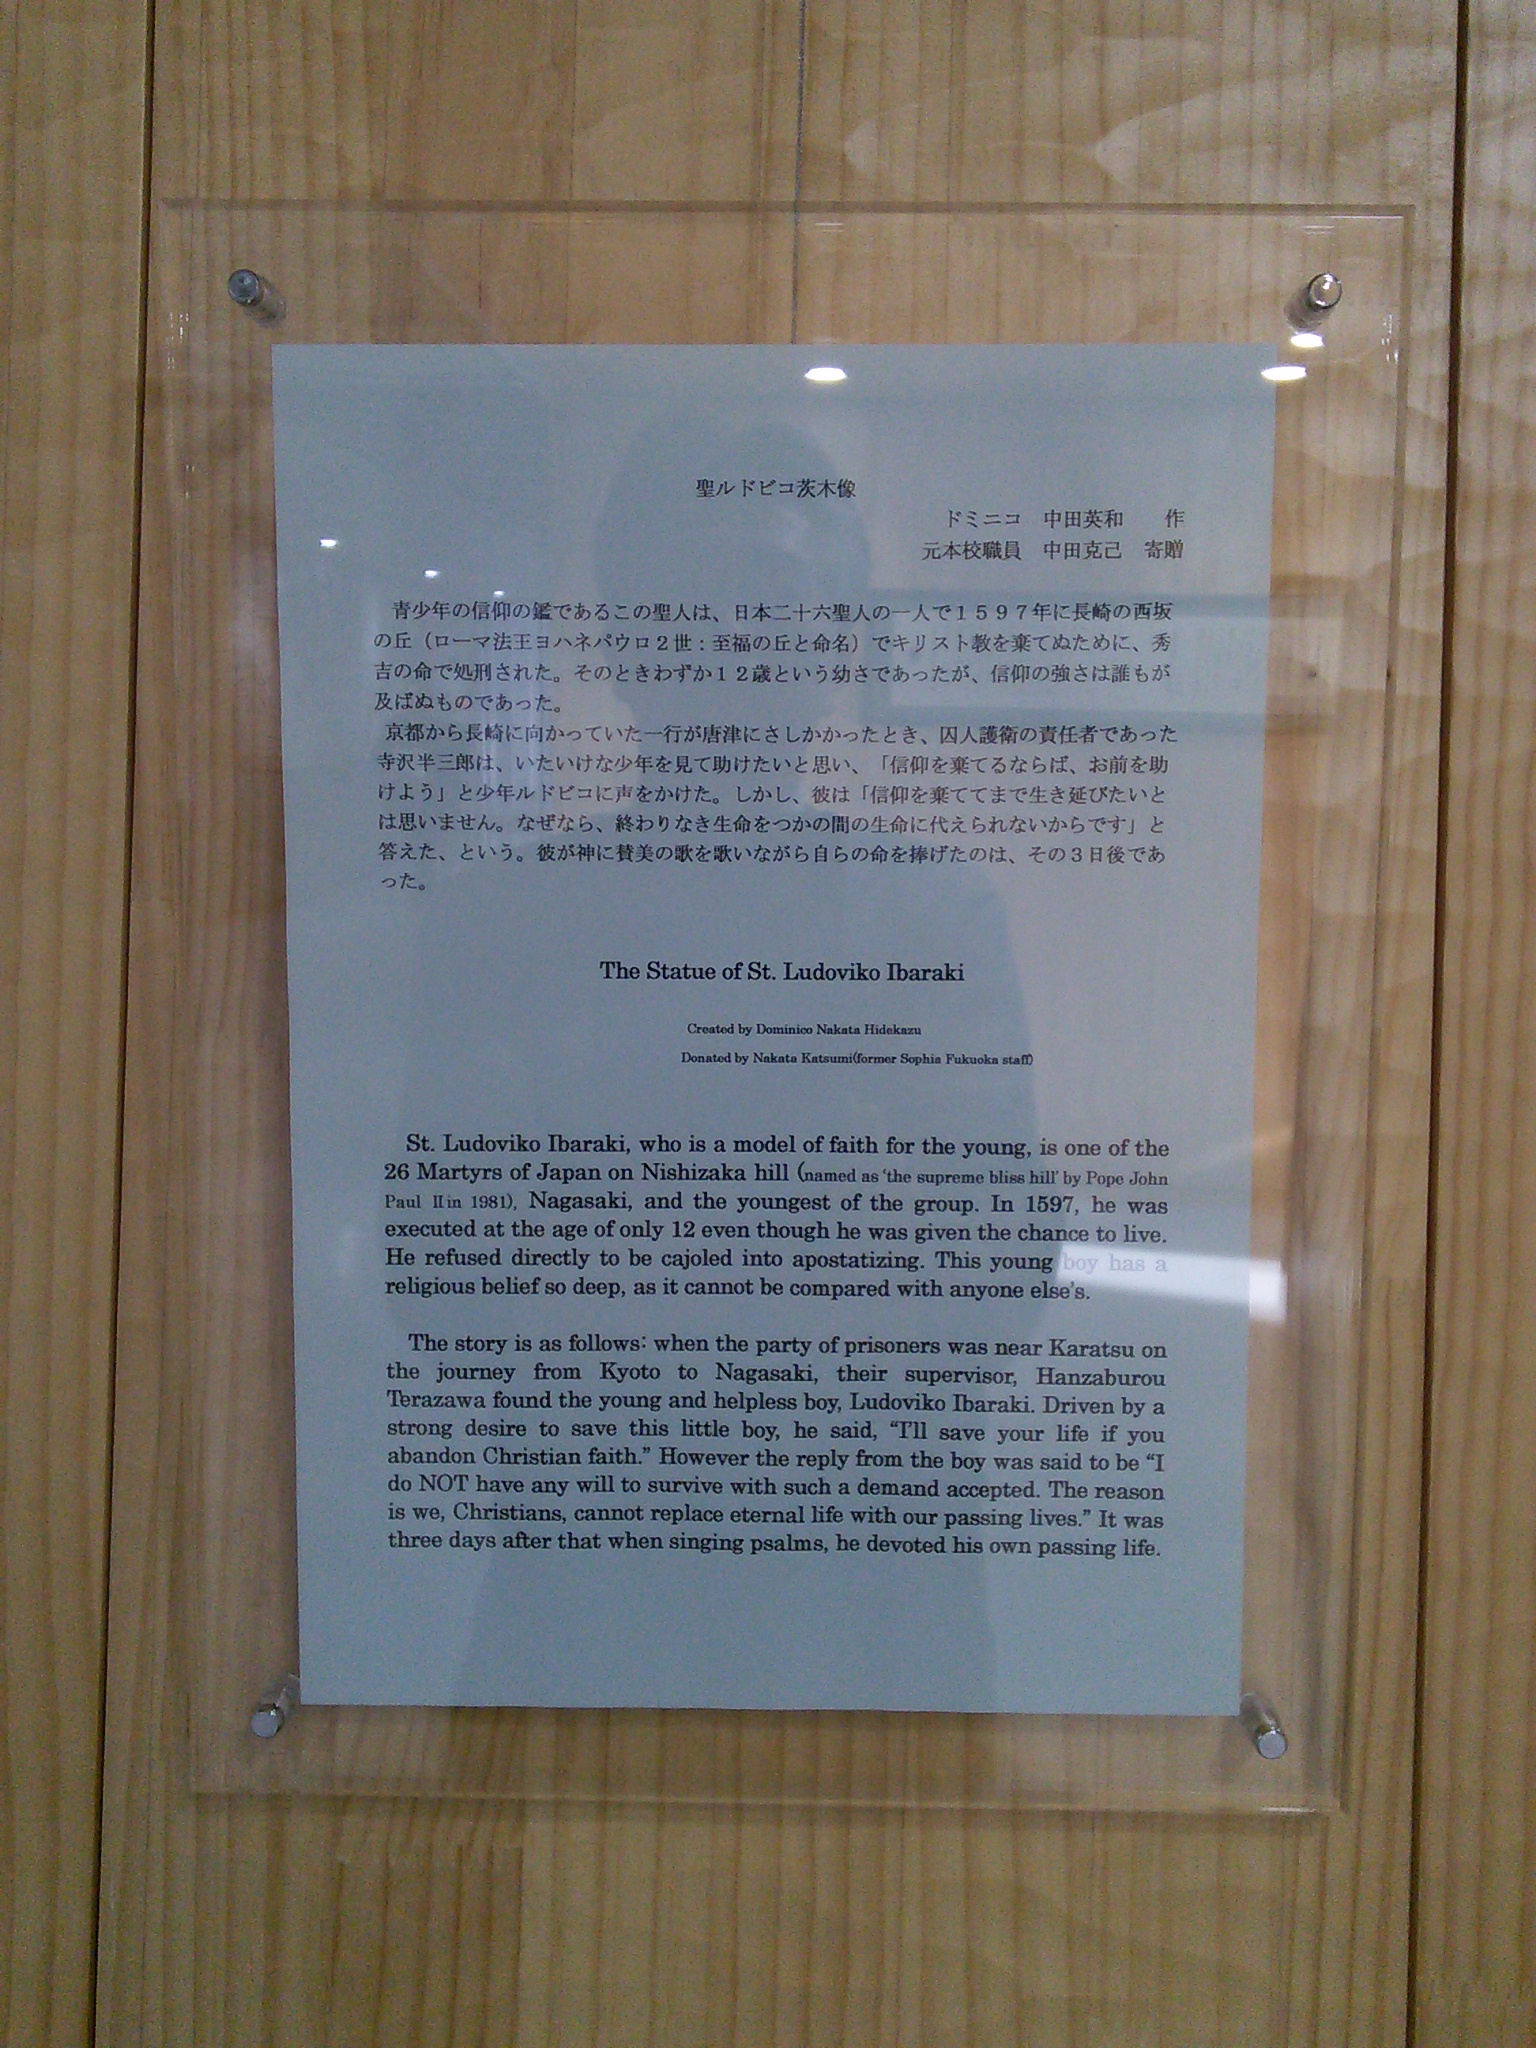 聖ルドビコ茨木像
ドミニコ　中田英和　　作
元本校職員　中田克己　寄贈
青少年の信仰の鑑であるこの聖人は、日本二十六聖人の一人で１５９７年に長崎の西坂
の丘（ローマ法王ヨハネパウロ２世：至福の丘と命名）でキリスト教を棄てぬために、秀
吉の命で処刑された。そのときわずか１２歳という幼さであったが、信仰の強さは誰もが
及ばぬものであった。
京都から長崎に向かっていた一行が唐津にさしかかったとき、囚人護衛の責任者であった
寺沢半三郎は、いたいけな少年を見て助けたいと思い、「信仰を棄てるならば、お前を助
けよう」と少年ルドビコに声をかけた。しかし、彼は「信仰を棄ててまで生き延びたいと
は思いません。なぜなら、終わりなき生命をつかの間の生命に代えられないからです」と
答えた、という。彼が神に賛美の歌を歌いながら自らの命を捧げたのは、その３日後であ
った。
The Statue of St. Ludoviko Ibaraki
Created by Dominico Nakata Hidekazu
Donated by Nakata Katsumi(former Sophia Fukuoka staff)
St. Ludoviko Ibaraki, who is a model of faith for the young, is one of the
26 Martyrs of Japan on Nishizaka hill (named as ‘the supreme bliss hill’ by Pope John
Paul II in 1981), Nagasaki, and the youngest of the group. In 1597, he was
executed at the age of only 12 even though he was given the chance to live.
He refused directly to be cajoled into apostatizing. This young boy has a
religious belief so deep, as it cannot be compared with anyone else’s.
The story is as follows: when the party of prisoners was near Karatsu on
the journey from Kyoto to Nagasaki, their supervisor, Hanzaburou
Terazawa found the young and helpless boy, Ludoviko Ibaraki. Driven by a
strong desire to save this little boy, he said, “I’ll save your life if you
abandon Christian faith.” However the reply from the boy was said to be “I
do NOT have any will to survive with such a demand accepted. The reason
is we, Christians, cannot replace eternal life with our passing lives.” It was
three days after that when singing psalms, he devoted his own passing life.